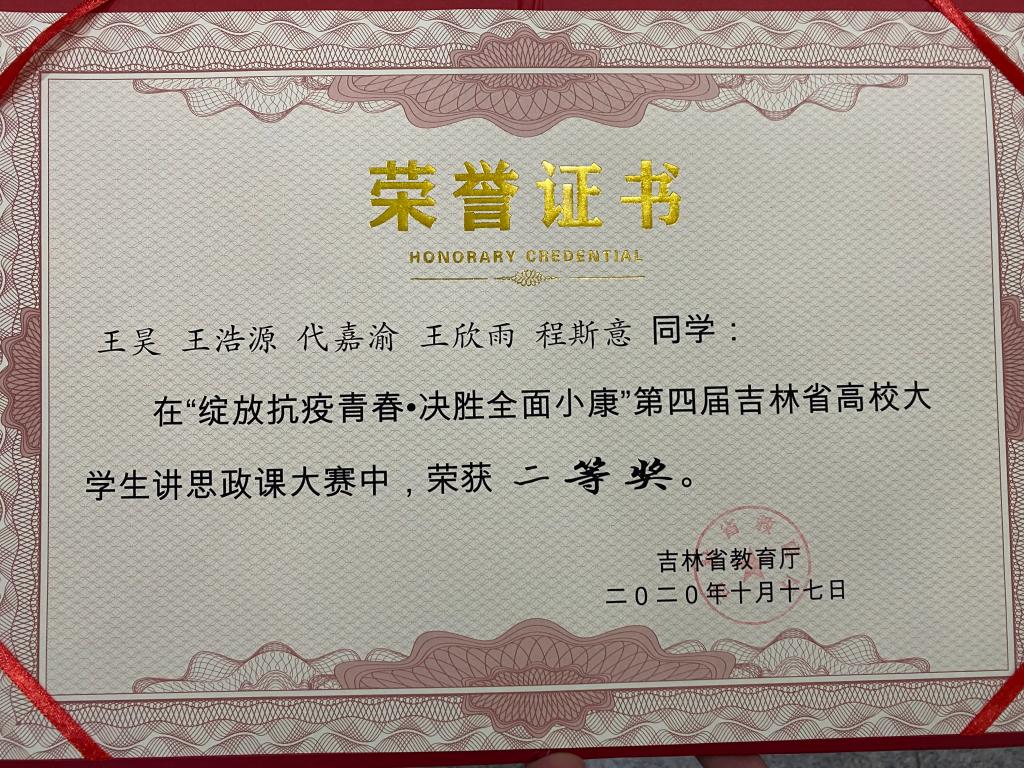 荣誉证书
HONORARY CREDENTIAL
王昊 王浩源 代嘉渝 王欣雨 程斯意 同学：
在“绽放抗疫青春•决胜全面小康”第四届吉林省高校大
学生讲思政课大赛中，荣获 二等奖。
吉林省教育厅
二0二0年十月十七日